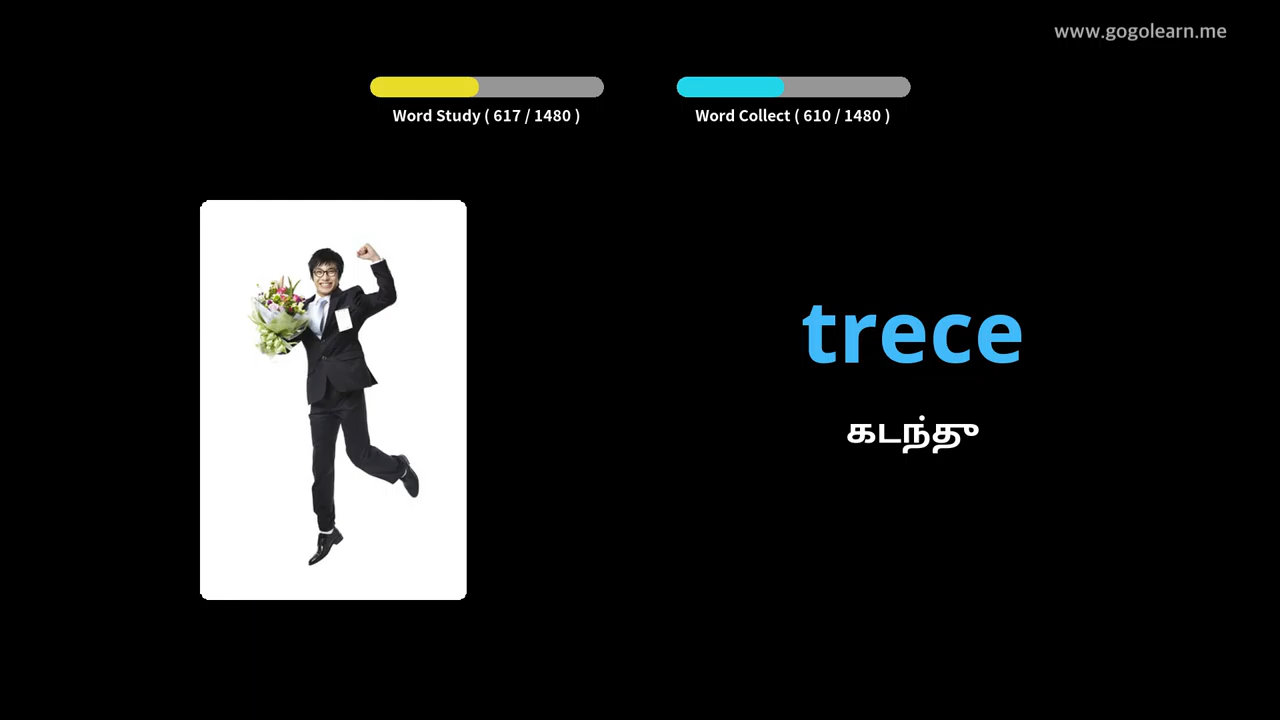 www.gogolearn.me
Word Study ( 617 / 1480 )
Word Collect ( 610 / 1480 )
trece
கடந்து